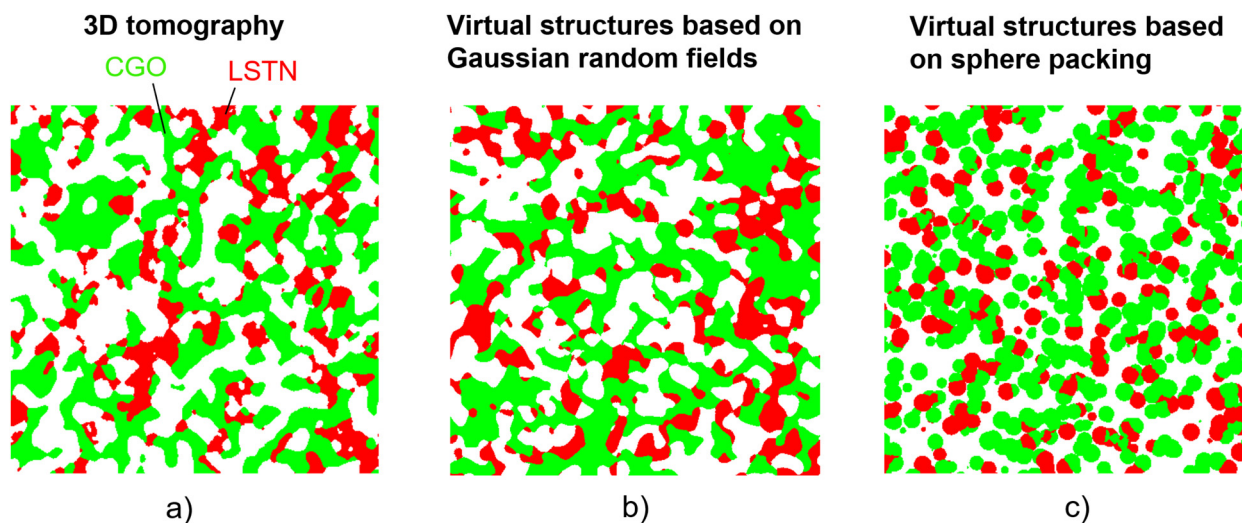 3D tomography
CGO
LSTN
Virtual structures based on
Gaussian random fields
Virtual structures based
on sphere packing
a)
b)
c)